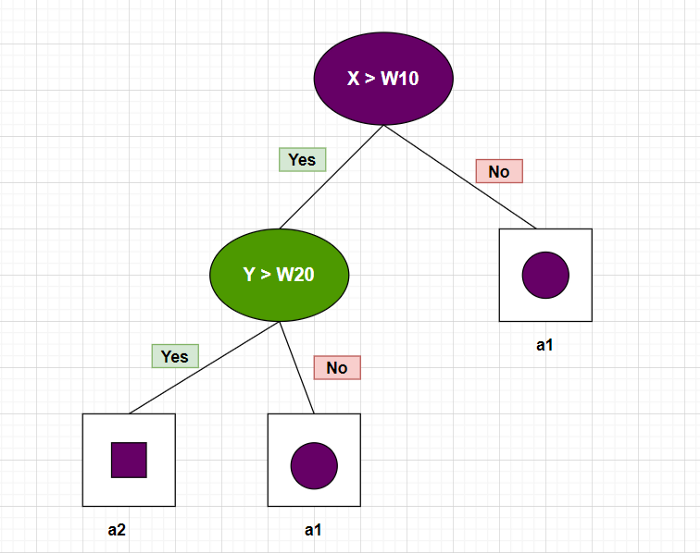 X > W10
Yes
No
Y > W20
a1
Yes
No
a2
a1